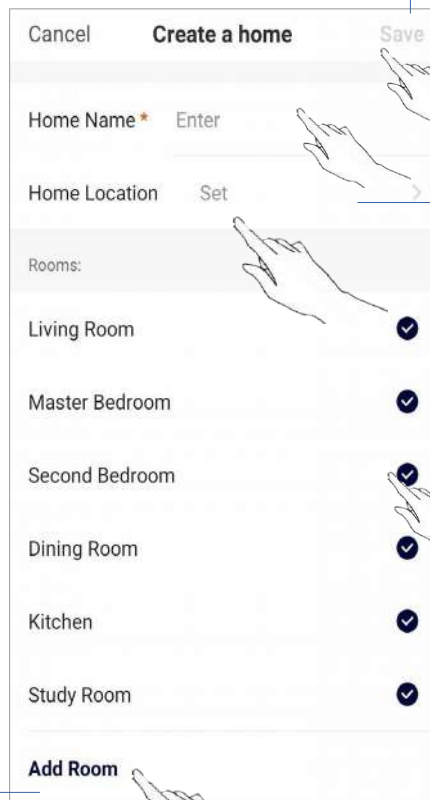 Cancel Create a home Save
Home Name * Enter
Home Location Set
Rooms:
Living Room
Master Bedroom
Second Bedroom
Dining Room
Kitchen
Study Room
Add Room